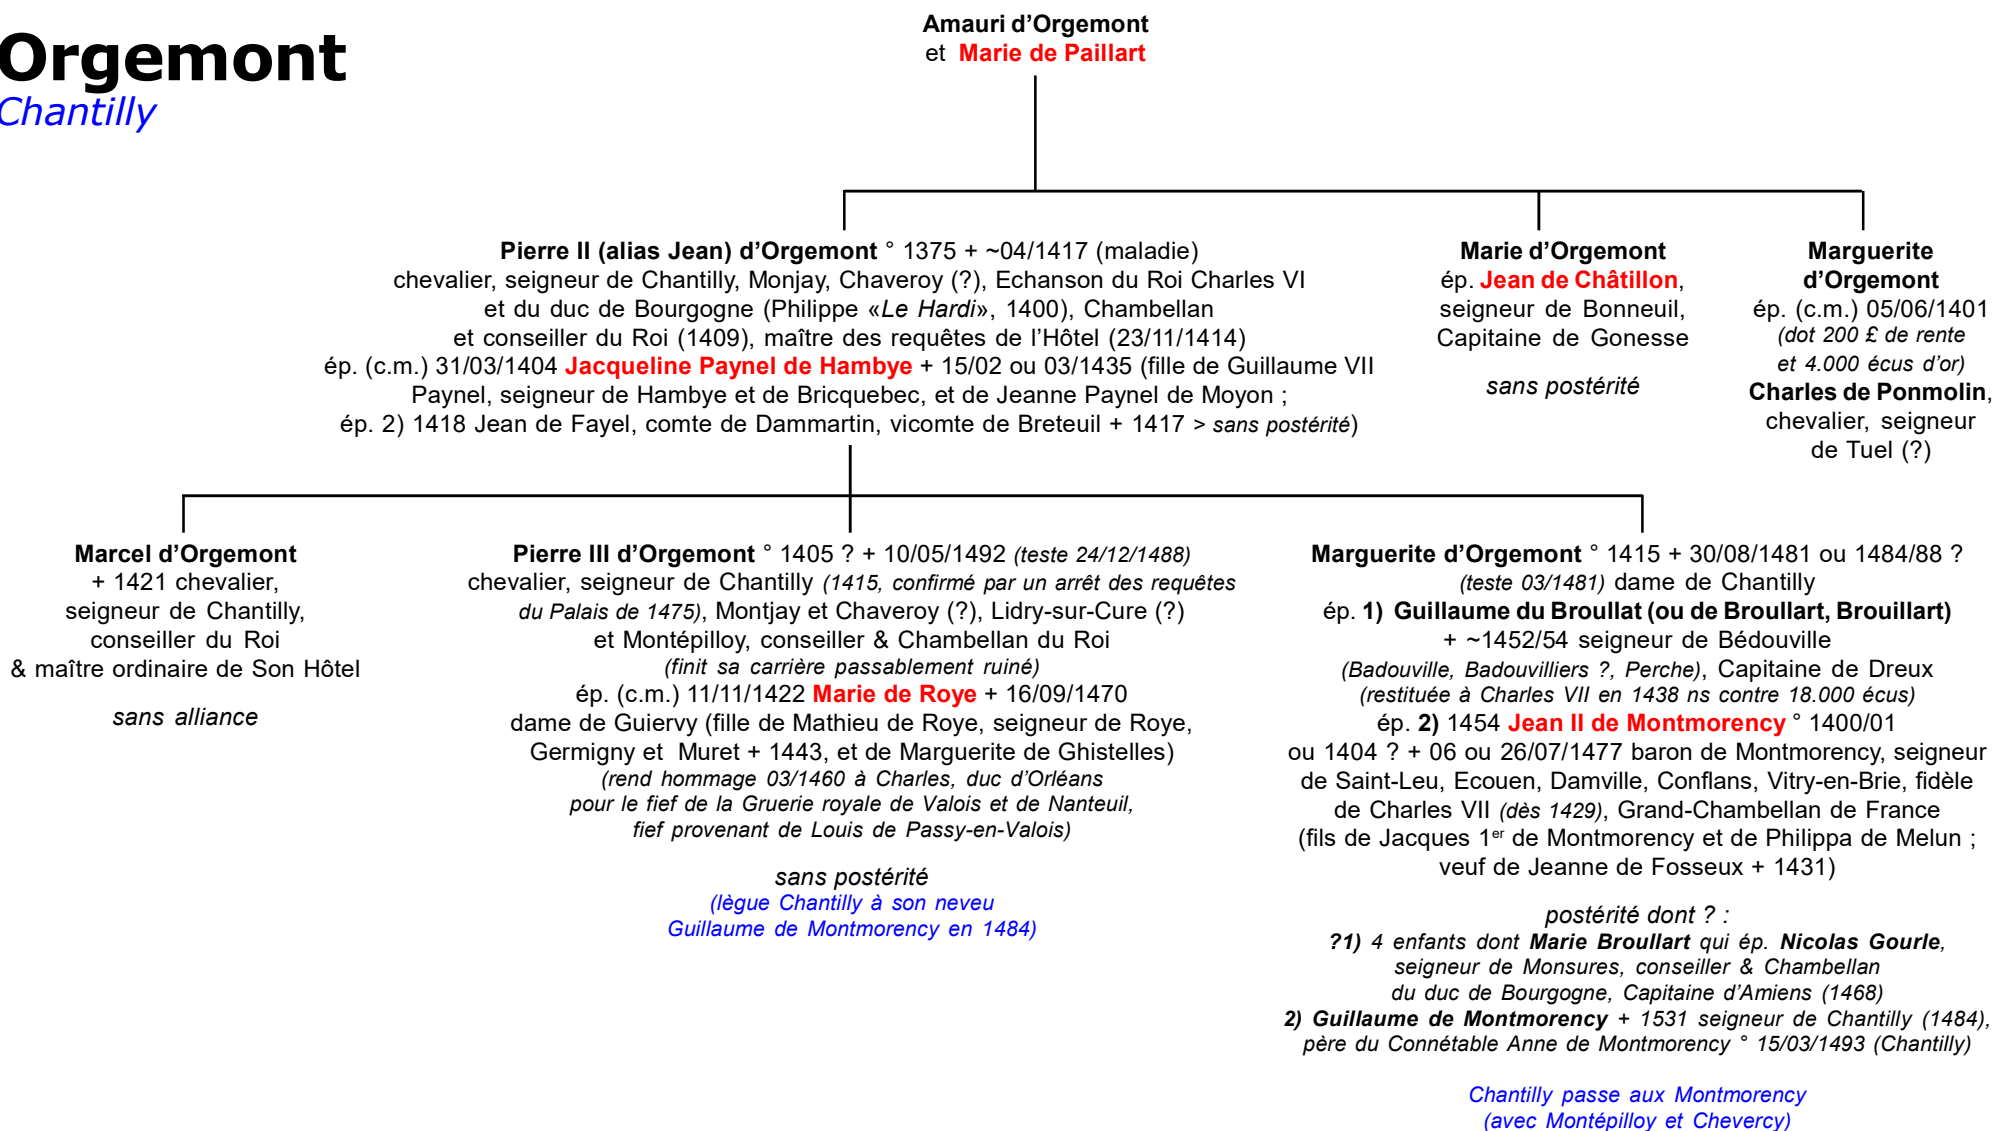 Orgemont
Chantilly
Amauri d’Orgemont
et Marie de Paillart
Pierre II (alias Jean) d’Orgemont ° 1375 + ~04/1417 (maladie)
chevalier, seigneur de Chantilly, Monjay, Chaveroy (?), Echanson du Roi Charles VI
et du duc de Bourgogne (Philippe «Le Hardi», 1400), Chambellan
et conseiller du Roi (1409), maître des requêtes de l’Hôtel (23/11/1414)
ép. (c.m.) 31/03/1404 Jacqueline Paynel de Hambye + 15/02 ou 03/1435 (fille de Guillaume VII
Paynel, seigneur de Hambye et de Bricquebec, et de Jeanne Paynel de Moyon ;
ép. 2) 1418 Jean de Fayel, comte de Dammartin, vicomte de Breteuil + 1417 > sans postérité)
Marie d’Orgemont
ép. Jean de Châtillon,
seigneur de Bonneuil,
Capitaine de Gonesse
sans postérité
Marguerite
d’Orgemont
ép. (c.m.) 05/06/1401
(dot 200 £ de rente
et 4.000 écus d’or)
Charles de Ponmolin,
chevalier, seigneur
de Tuel (?)
Marcel d’Orgemont
+ 1421 chevalier,
seigneur de Chantilly,
conseiller du Roi
& maître ordinaire de Son Hôtel
sans alliance
Pierre III d’Orgemont ° 1405 ? + 10/05/1492 (teste 24/12/1488)
chevalier, seigneur de Chantilly (1415, confirmé par un arrêt des requêtes
du Palais de 1475), Montjay et Chaveroy (?), Lidry-sur-Cure (?)
et Montépilloy, conseiller & Chambellan du Roi
(finit sa carrière passablement ruiné)
ép. (c.m.) 11/11/1422 Marie de Roye + 16/09/1470
dame de Guiervy (fille de Mathieu de Roye, seigneur de Roye,
Germigny et Muret + 1443, et de Marguerite de Ghistelles)
(rend hommage 03/1460 à Charles, duc d’Orléans
pour le fief de la Gruerie royale de Valois et de Nanteuil,
fief provenant de Louis de Passy-en-Valois)
sans postérité
(lègue Chantilly à son neveu
Guillaume de Montmorency en 1484)
Marguerite d’Orgemont ° 1415 + 30/08/1481 ou 1484/88 ?
(teste 03/1481) dame de Chantilly
ép. 1) Guillaume du Broullat (ou de Broullart, Brouillart)
+ ~1452/54 seigneur de Bédouville
(Badouville, Badouvilliers ?, Perche), Capitaine de Dreux
(restituée à Charles VII en 1438 ns contre 18.000 écus)
ép. 2) 1454 Jean II de Montmorency ° 1400/01
ou 1404 ? + 06 ou 26/07/1477 baron de Montmorency, seigneur
de Saint-Leu, Ecouen, Damville, Conflans, Vitry-en-Brie, fidèle
de Charles VII (dès 1429), Grand-Chambellan de France
(fils de Jacques 1er de Montmorency et de Philippa de Melun ;
veuf de Jeanne de Fosseux + 1431)
postérité dont ? :
?1) 4 enfants dont Marie Broullart qui ép. Nicolas Gourle,
seigneur de Monsures, conseiller & Chambellan
du duc de Bourgogne, Capitaine d’Amiens (1468)
2) Guillaume de Montmorency + 1531 seigneur de Chantilly (1484),
père du Connétable Anne de Montmorency ° 15/03/1493 (Chantilly)
Chantilly passe aux Montmorency
(avec Montépilloy et Chevercy)